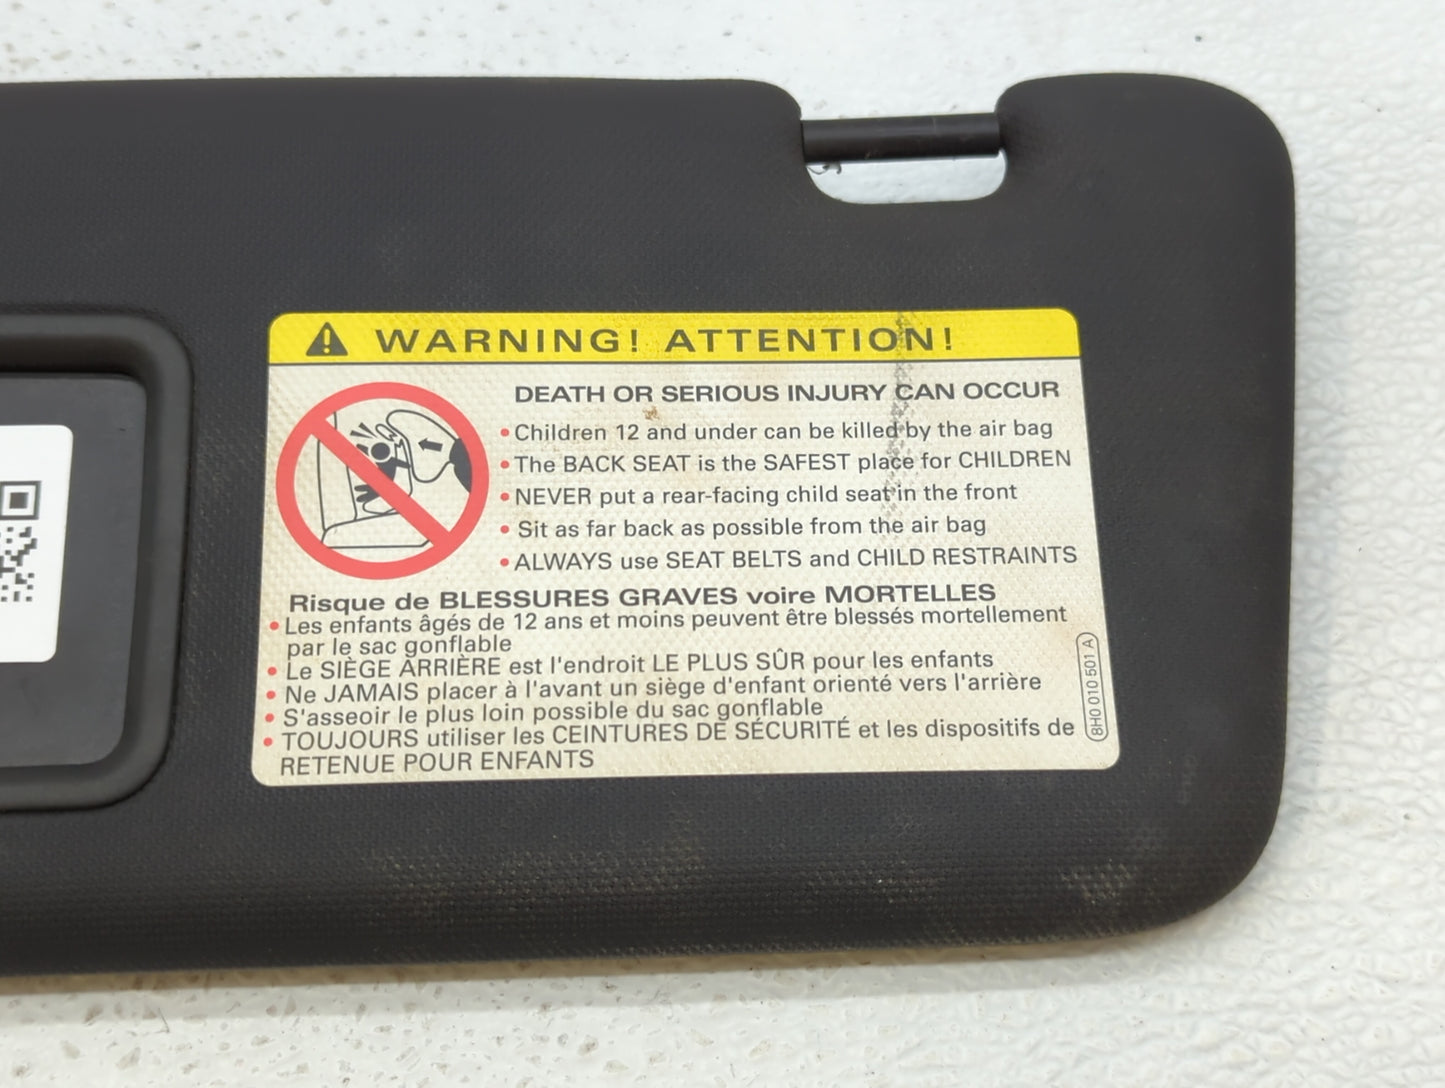 WARNING! ATTENTION!
DEATH OR SERIOUS INJURY CAN OCCUR
•Children 12 and under can be killed by the air bag
•The BACK SEAT is the SAFEST place for CHILDREN
•NEVER put a rear-facing child seat in the front
• Sit as far back as possible from the air bag
•ALWAYS use SEAT BELTS and CHILD RESTRAINTS
Risque de BLESSURES GRAVES voire MORTELLES
•Les enfants âgés de 12 ans et moins peuvent être blessés mortellement
par le sac gonflable
• Le SIÈGE ARRIÈRE est l'endroit LE PLUS SÛR pour les enfants
• Ne JAMAIS placer à l'avant un siège d'enfant orienté vers l'arrière
• S'asseoir le plus loin possible du sac gonflable
• TOUJOURS utiliser les CEINTURES DE SÉCURITÉ et les dispositifs de
RETENUE POUR ENFANTS
8H0 010 501 A